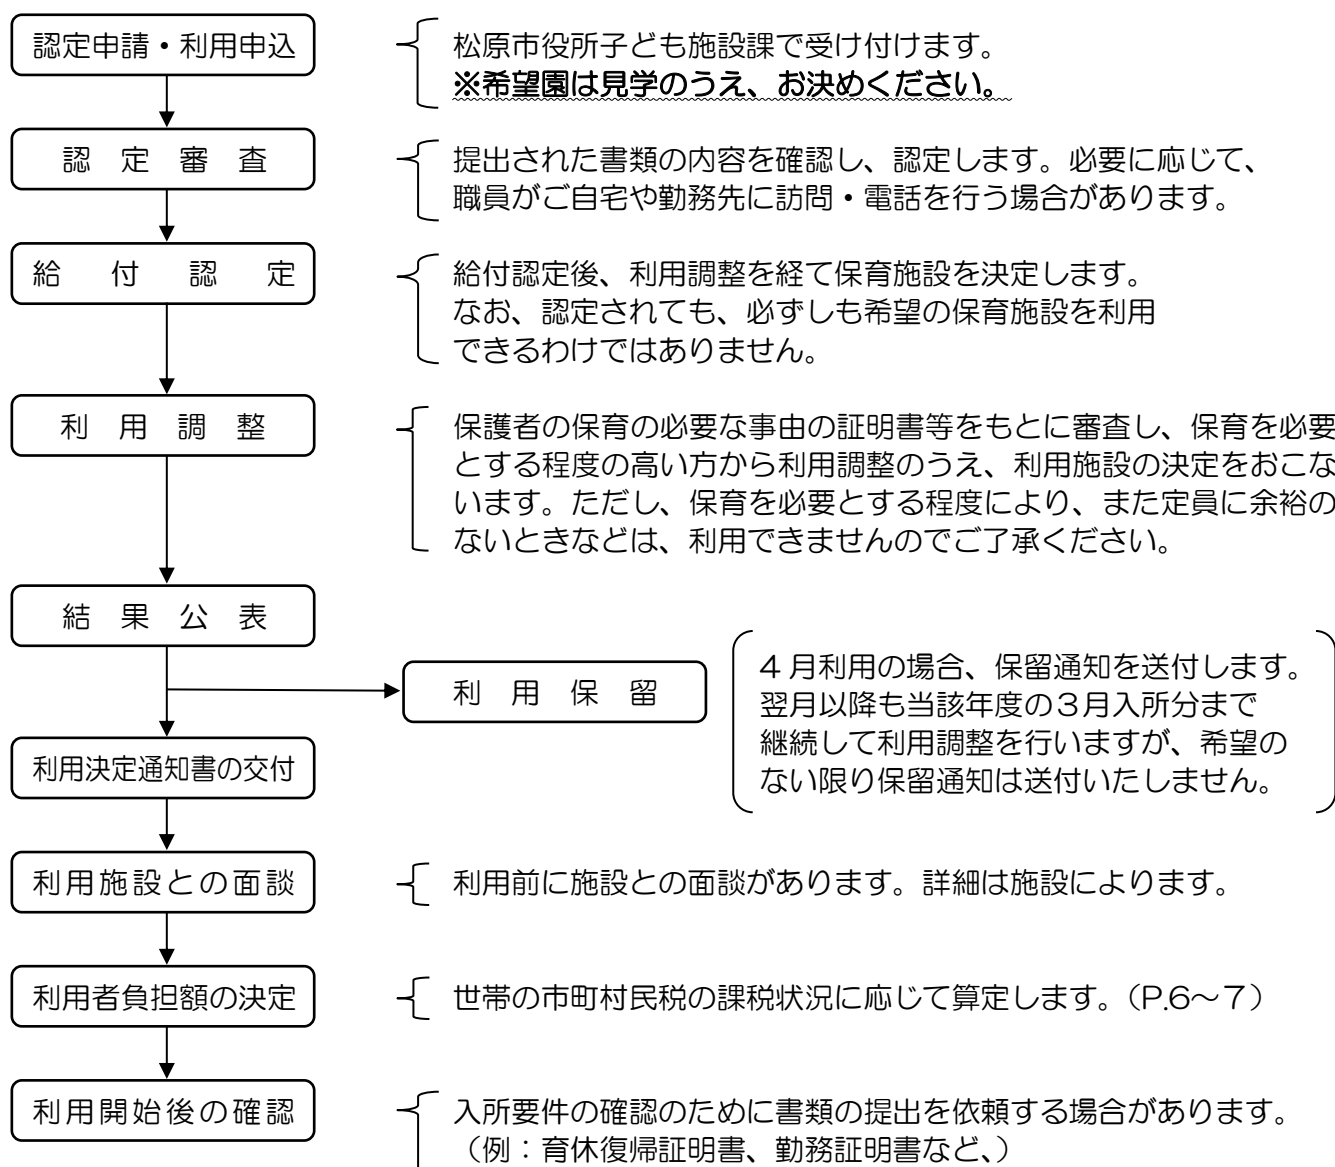 認定申請・利用申込
松原市役所子ども施設課で受け付けます。
※希望園は見学のうえ、お決めください。
認定審査
提出された書類の内容を確認し、認定します。必要に応じて、
職員がご自宅や勤務先に訪問・電話を行う場合があります。
給付認定
給付認定後、利用調整を経て保育施設を決定します。
なお、認定されても、必ずしも希望の保育施設を利用
できるわけではありません。
利用調整
保護者の保育の必要な事由の証明書等をもとに審査し、保育を必要
とする程度の高い方から利用調整のうえ、利用施設の決定をおこな
います。ただし、保育を必要とする程度により、また定員に余裕の
ないときなどは、利用できませんのでご了承ください。
結果公表
利用保留
4月利用の場合、保留通知を送付します。
翌月以降も当該年度の３月入所分まで
継続して利用調整を行いますが、希望の
ない限り保留通知は送付いたしません。
利用決定通知書の交付
利用施設との面談
利用前に施設との面談があります。詳細は施設によります。
利用者負担額の決定
世帯の市町村民税の課税状況に応じて算定します。（P.6～７）
利用開始後の確認
入所要件の確認のために書類の提出を依頼する場合があります。
（例：育休復帰証明書、勤務証明書など、）